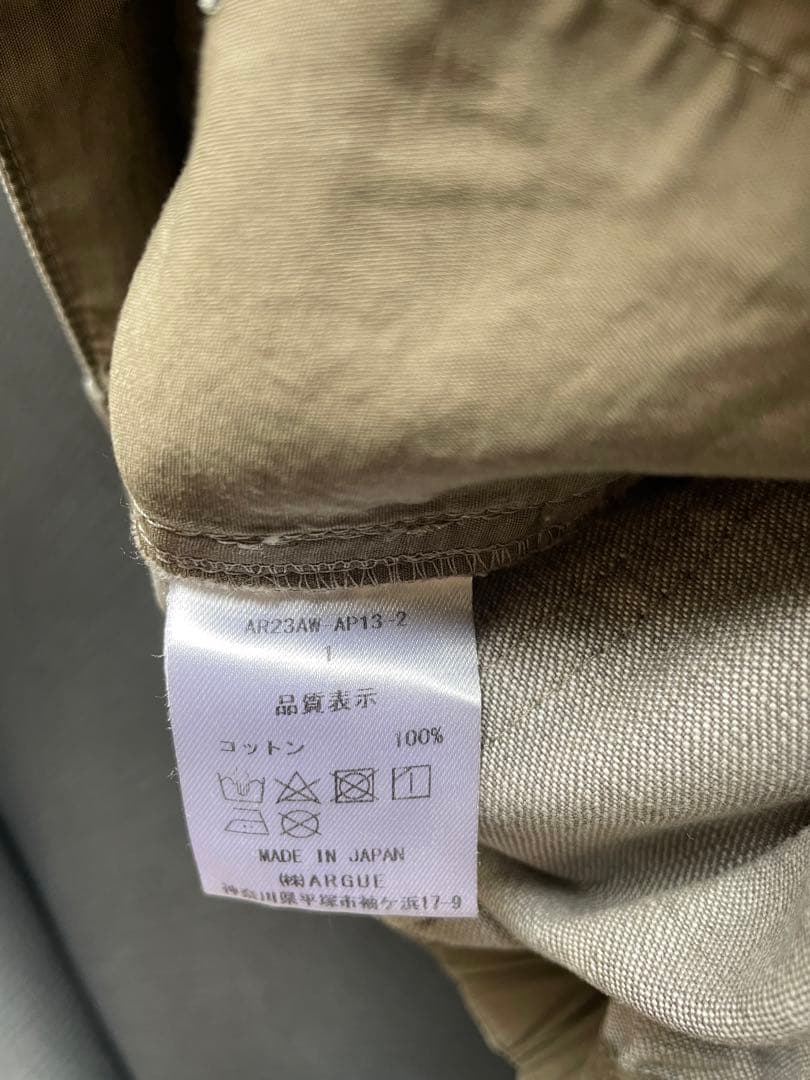 AR23AW-AP13-2
1
品質表示
コットン 100%
MADE IN JAPAN
(株)ARGUE
神奈川県平塚市袖ケ浜17-9